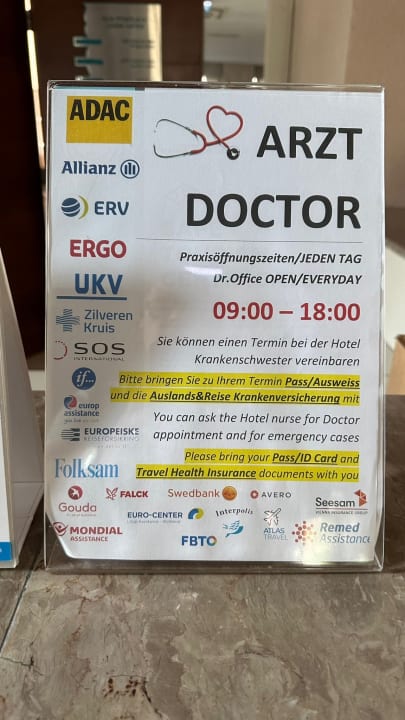 ADAC
Allianz
ERV
ERGO
UKV
Zilveren
Kruis
SOS
INTERNATIONAL
if...
europ
assistance
EUROPEISKE
REISEFORSIKRING
Folksam
ARZT
DOCTOR
Praxisöffnungszeiten/JEDEN TAG
Dr.Office OPEN/EVERYDAY
09:00 – 18:00
Sie können einen Termin bei der Hotel
Krankenschwester vereinbaren
Bitte bringen Sie zu Ihrem Termin Pass/Ausweiss
und die Auslands&Reise Krankenversicherung mit
You can ask the Hotel nurse for Doctor
appointment and for emergency cases
Please bring your Pass/ID Card and
Travel Health Insurance documents with you
Gouda
FALCK
Swedbank
AVERO
Seesam
VIENNA INSURANCE GROUP
MONDIAL
ASSISTANCE
EURO-CENTER
Interpolis
FBTO
ATLAS
TRAVEL
Remed
Assistance